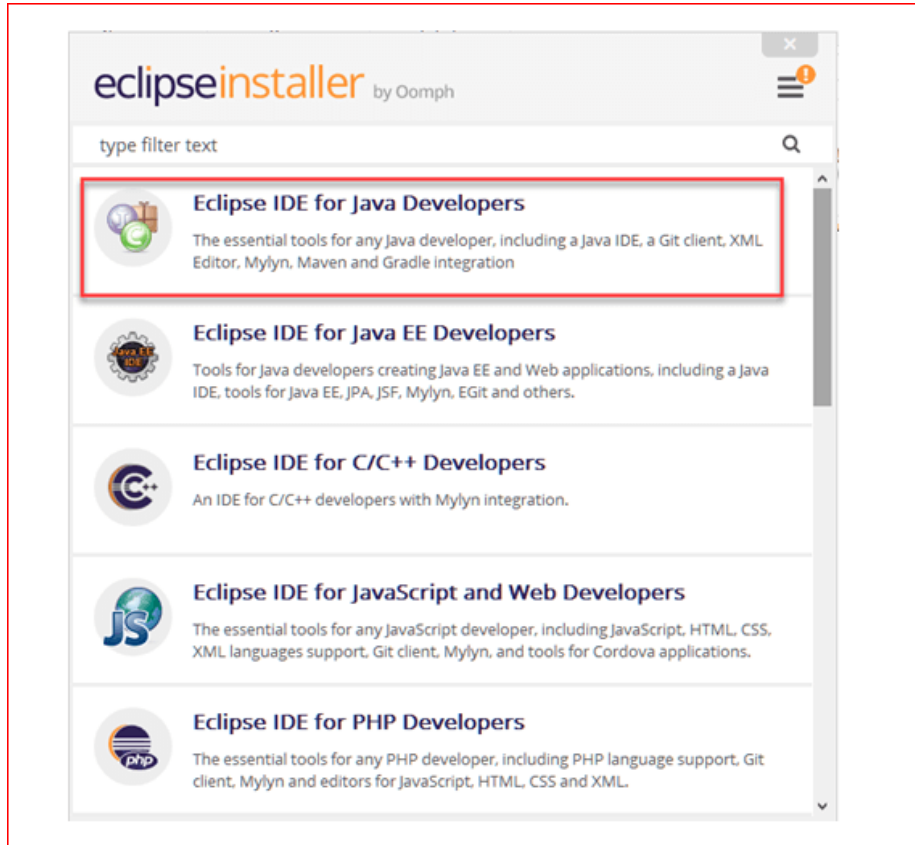 eclipseinstaller by Oomph
type filter text
Eclipse IDE for Java Developers
The essential tools for any Java developer, including a Java IDE, a Git client, XML
Editor, Mylyn, Maven and Gradle integration
Eclipse IDE for Java EE Developers
Java EE
IDE
Tools for Java developers creating Java EE and Web applications, including a Java
IDE, tools for Java EE, JPA, JSF, Mylyn, EGit and others.
Eclipse IDE for C/C++ Developers
C++
An IDE for C/C++ developers with Mylyn integration.
Eclipse IDE for JavaScript and Web Developers
JS
The essential tools for any JavaScript developer, including JavaScript, HTML, CSS,
XML languages support, Git client, Mylyn, and tools for Cordova applications.
Eclipse IDE for PHP Developers
php
The essential tools for any PHP developer, including PHP language support, Git
client, Mylyn and editors for JavaScript, HTML, CSS and XML.